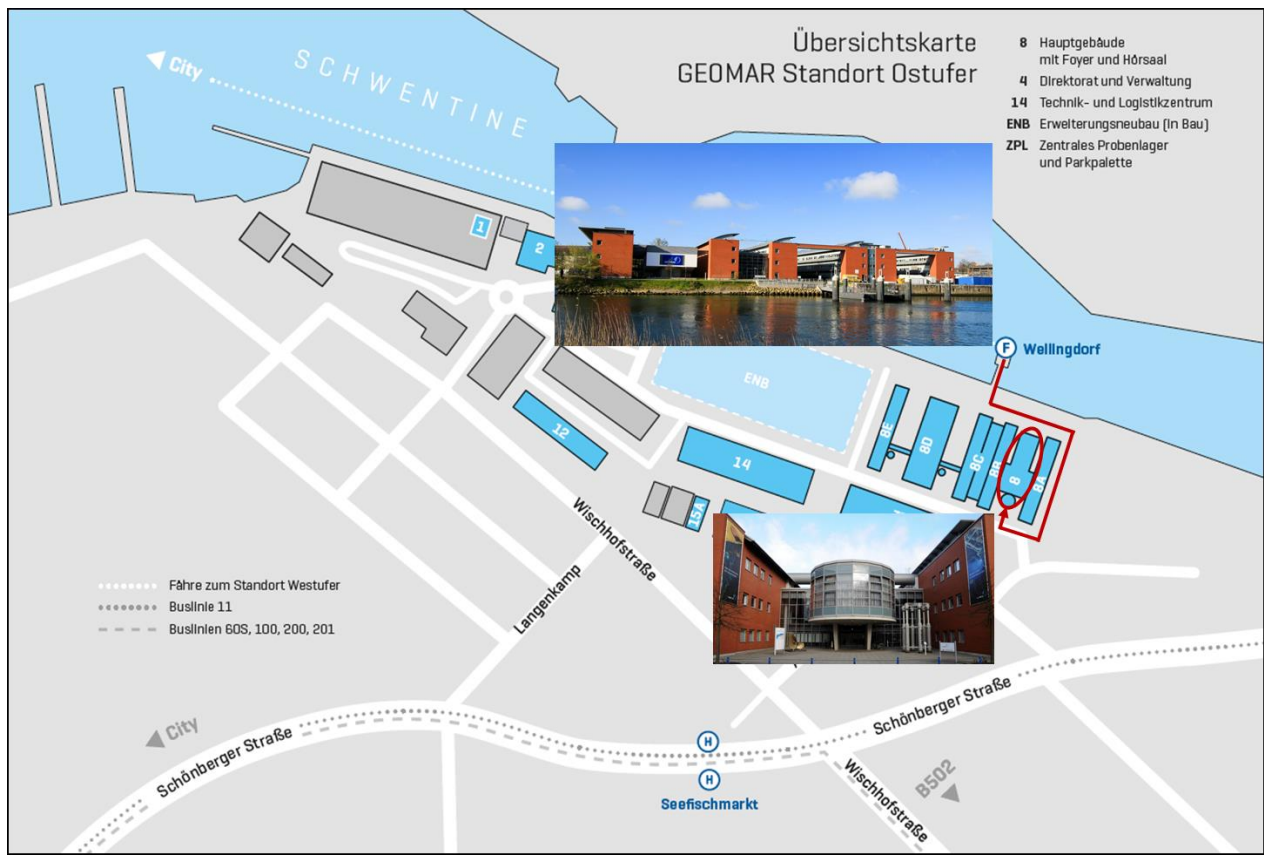 Übersichtskarte
GEOMAR Standort Ostufer
8 Hauptgebäude
mit Foyer und Hörsaal
4 Direktorat und Verwaltung
14 Technik- und Logistikzentrum
ENB Erweiterungsneubau (in Bau)
ZPL Zentrales Probenlager
und Parkpalette
City
SCHWENTINE
1
2
F Wellingdorf
ENB
12
14
15A
8E
8D
8C
8B
8
8A
Wischhofstraße
Langenkamp
Fähre zum Standort Westufer
Buslinie 11
Buslinien 60S, 100, 200, 201
City
Schönberger Straße
H
H
Seefischmarkt
Schönberger Straße
Wischhofstraße
B502